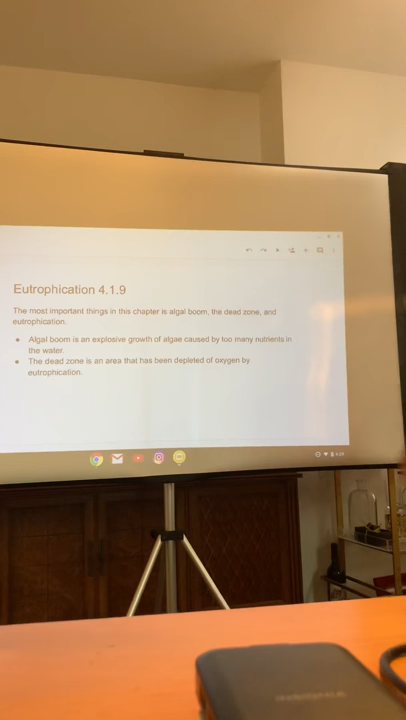 Eutrophication 4.1.9
The most important things in this chapter is algal boom, the dead zone, and
eutrophication.
● Algal boom is an explosive growth of algae caused by too many nutrients in
the water.
● The dead zone is an area that has been depleted of oxygen by
eutrophication.
4:29